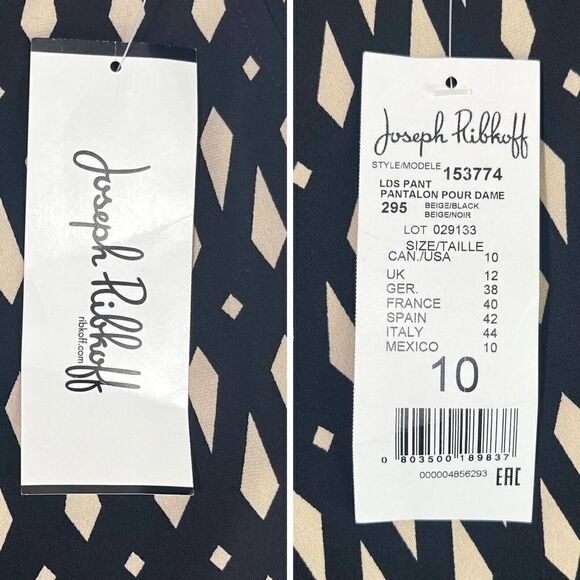 Joseph Ribkoff
ribkoff.com
Joseph Ribkoff
STYLE/MODELE 153774
LDS PANT
PANTALON POUR DAME
295 BEIGE/BLACK
BEIGE/NOIR
LOT 029133
SIZE/TAILLE
CAN./USA 10
UK 12
GER. 38
FRANCE 40
SPAIN 42
ITALY 44
MEXICO 10
10
0 803500 189837
000004856293 EAC